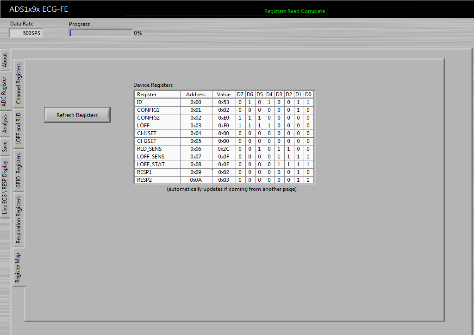 ADS1x9x ECG-FE
Registers Read Complete
Data Rate
500SPS
Progress
0%
About
ADC Register
Analysis
Save
Live ECG & RESP Display
Channel Registers
LOFF and RLD
GPIO Registers
Respiration Registers
Register Map
Refresh Registers
Device Registers
Register Address Value D7 D6 D5 D4 D3 D2 D1 D0
ID 0x00 0x53 0 1 0 1 0 0 1 1
CONFIG1 0x01 0x02 0 0 0 0 0 0 1 0
CONFIG2 0x02 0xE0 1 1 1 0 0 0 0 0
LOFF 0x03 0xF0 1 1 1 1 0 0 0 0
CH1SET 0x04 0x00 0 0 0 0 0 0 0 0
CH2SET 0x05 0x00 0 0 0 0 0 0 0 0
RLD_SENS 0x06 0x2C 0 0 1 0 1 1 0 0
LOFF_SENS 0x07 0x0F 0 0 0 0 1 1 1 1
LOFF_STAT 0x08 0x0F 0 0 0 0 1 1 1 1
RESP1 0x09 0x02 0 0 0 0 0 0 1 0
RESP2 0x0A 0x03 0 0 0 0 0 0 1 1
(automatically updates if coming from another page)